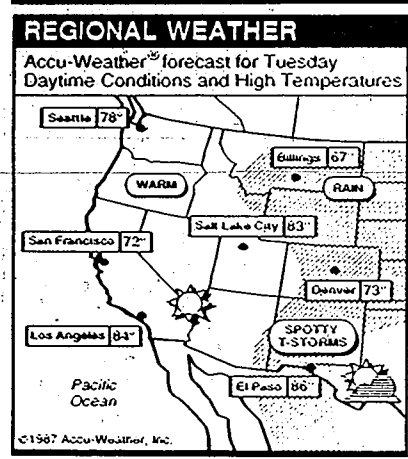 REGIONAL WEATHER
Accu-Weather® forecast for Tuesday
Daytime Conditions and High Temperatures
Seattle 78°
Billings 67°
WARM
RAIN
Salt Lake City 83°
San Francisco 72°
Denver 73°
Los Angeles 84°
SPOTTY
T-STORMS
El Paso 86°
Pacific
Ocean
©1987 Accu-Weather, Inc.